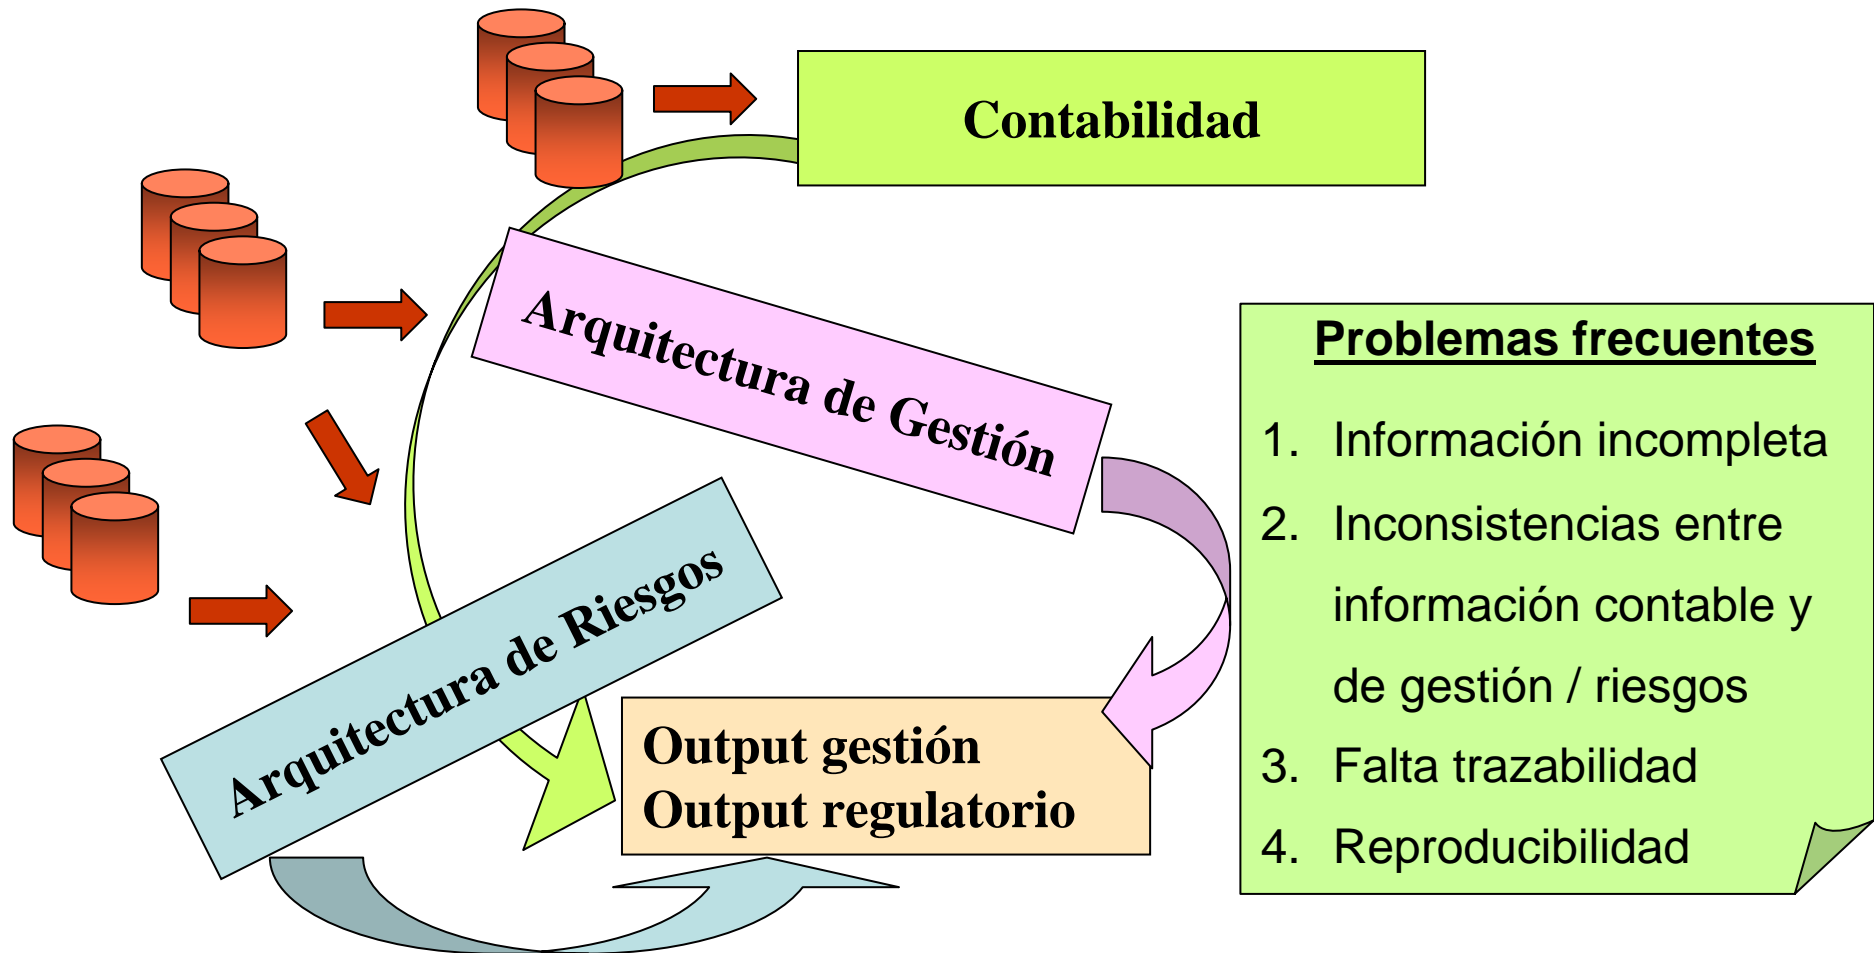 Contabilidad
Arquitectura de Gestión
Arquitectura de Riesgos
Output gestión
Output regulatorio
Problemas frecuentes
1. Información incompleta
2. Inconsistencias entre
información contable y
de gestión / riesgos
3. Falta trazabilidad
4. Reproducibilidad